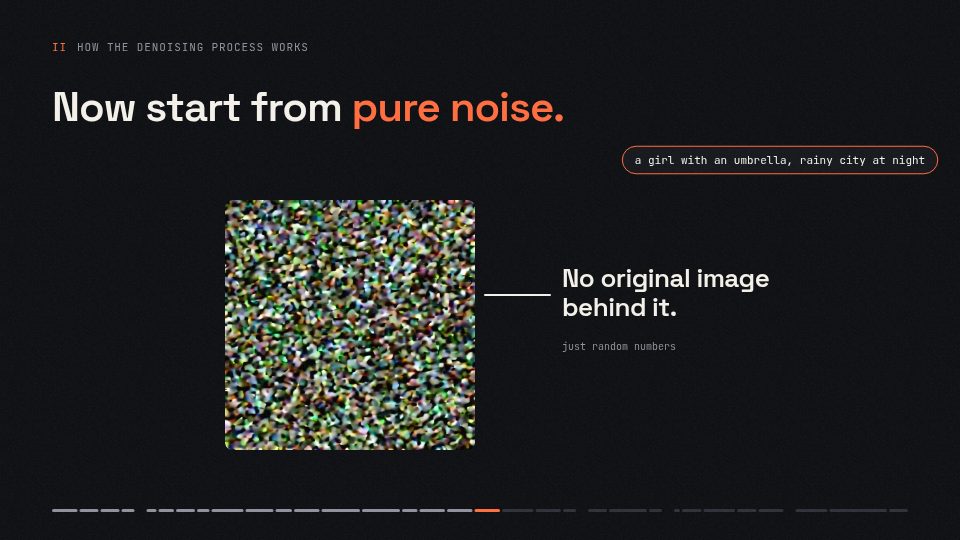 II HOW THE DENOISING PROCESS WORKS
Now start from pure noise.
a girl with an umbrella, rainy city at night
No original image
behind it.
just random numbers